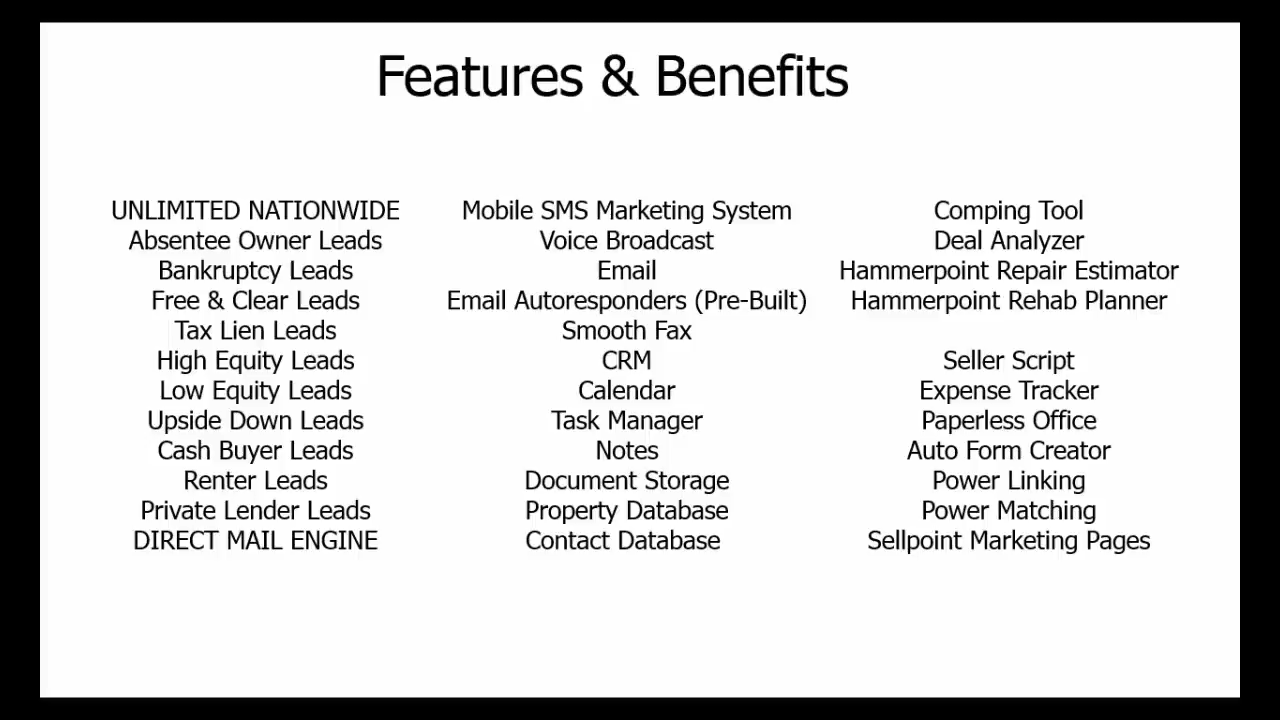 Features & Benefits
UNLIMITED NATIONWIDE
Absentee Owner Leads
Bankruptcy Leads
Free & Clear Leads
Tax Lien Leads
High Equity Leads
Low Equity Leads
Upside Down Leads
Cash Buyer Leads
Renter Leads
Private Lender Leads
DIRECT MAIL ENGINE
Mobile SMS Marketing System
Voice Broadcast
Email
Email Autoresponders (Pre-Built)
Smooth Fax
CRM
Calendar
Task Manager
Notes
Document Storage
Property Database
Contact Database
Comping Tool
Deal Analyzer
Hammerpoint Repair Estimator
Hammerpoint Rehab Planner
Seller Script
Expense Tracker
Paperless Office
Auto Form Creator
Power Linking
Power Matching
Sellpoint Marketing Pages